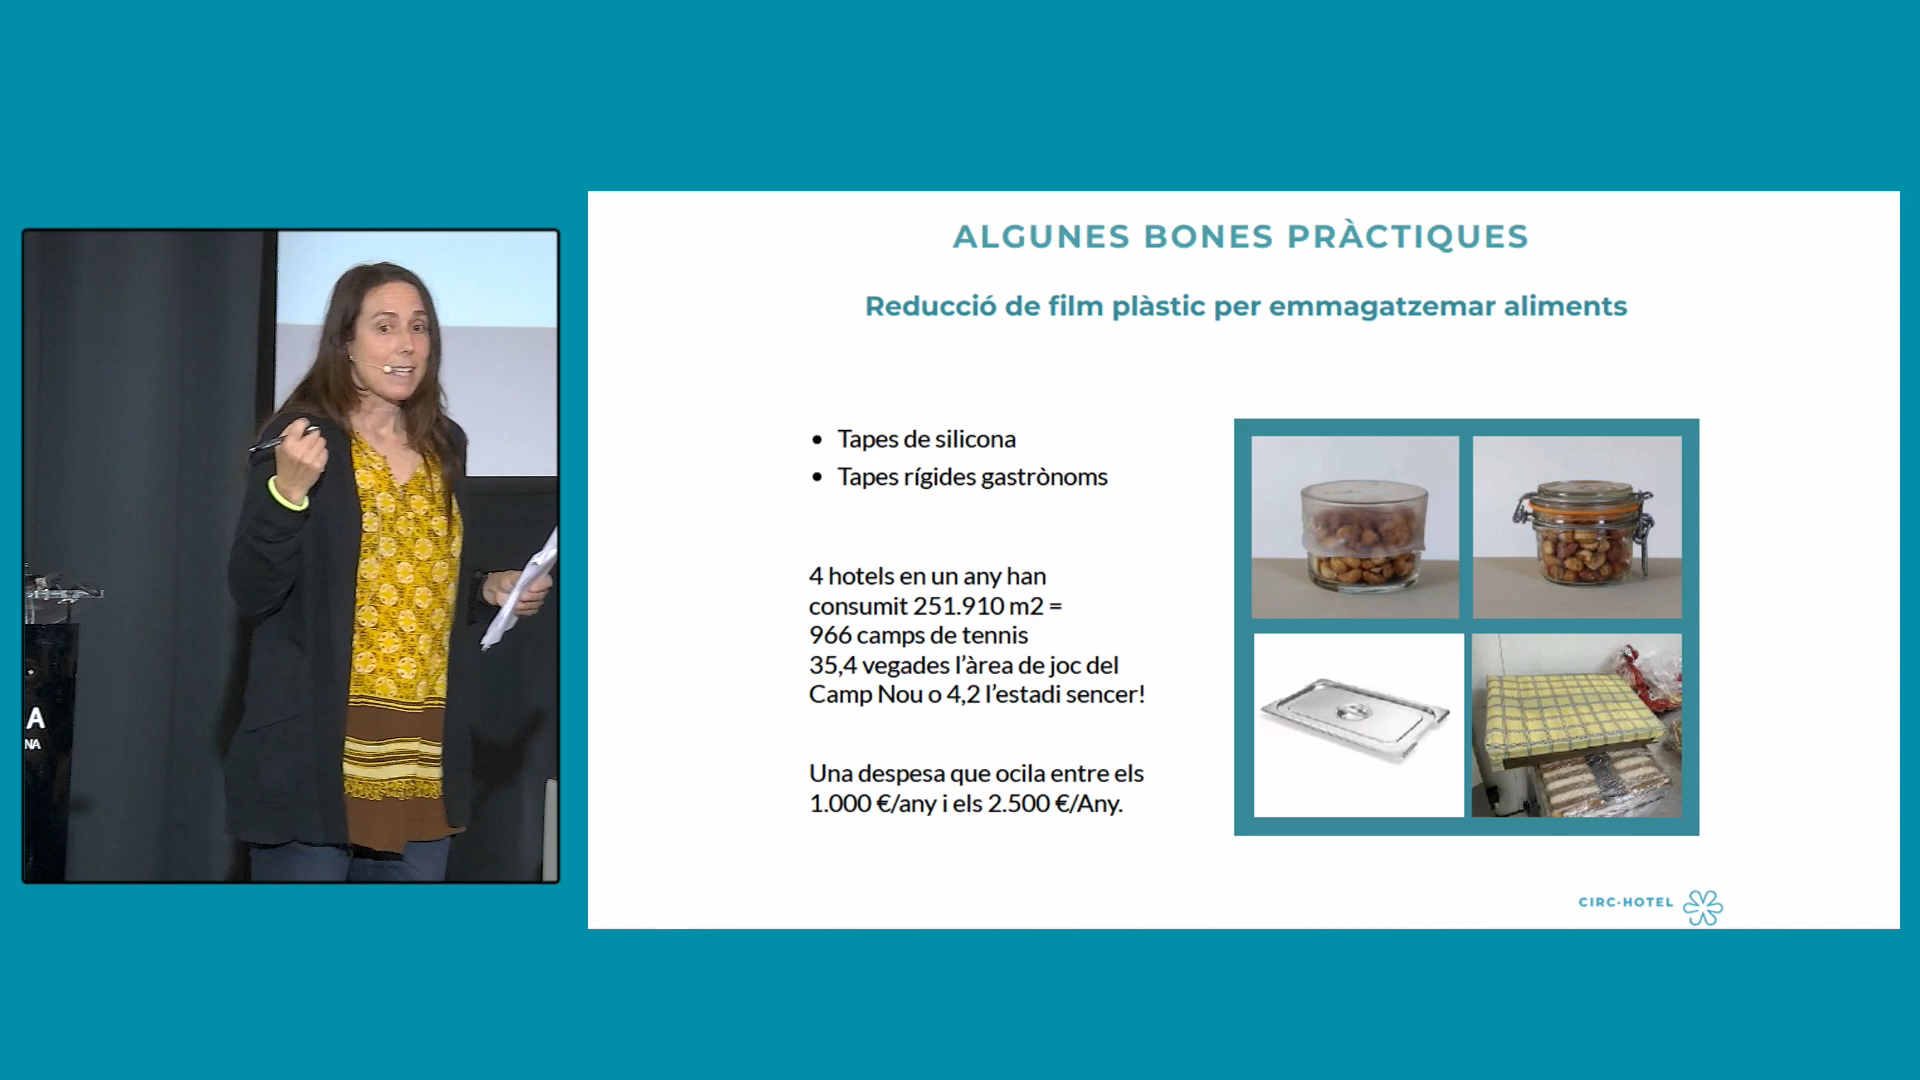 ALGUNES BONES PRÀCTIQUES
Reducció de film plàstic per emmagatzemar aliments
• Tapes de silicona
• Tapes rígides gastrònoms
4 hotels en un any han
consumit 251.910 m2 =
966 camps de tennis
35,4 vegades l’àrea de joc del
Camp Nou o 4,2 l’estadi sencer!
Una despesa que ocila entre els
1.000 €/any i els 2.500 €/Any.
CIRC·HOTEL
A
NA